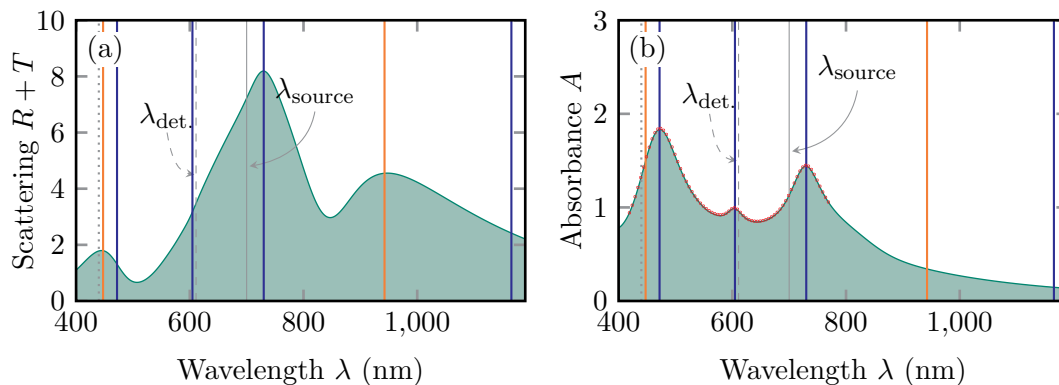 Scattering R + T
10
8
6
4
2
0
(a)
λdet.
λsource
400
600
800
1,000
Wavelength λ (nm)
Absorbance A
3
2
1
0
(b)
λdet.
λsource
400
600
800
1,000
Wavelength λ (nm)